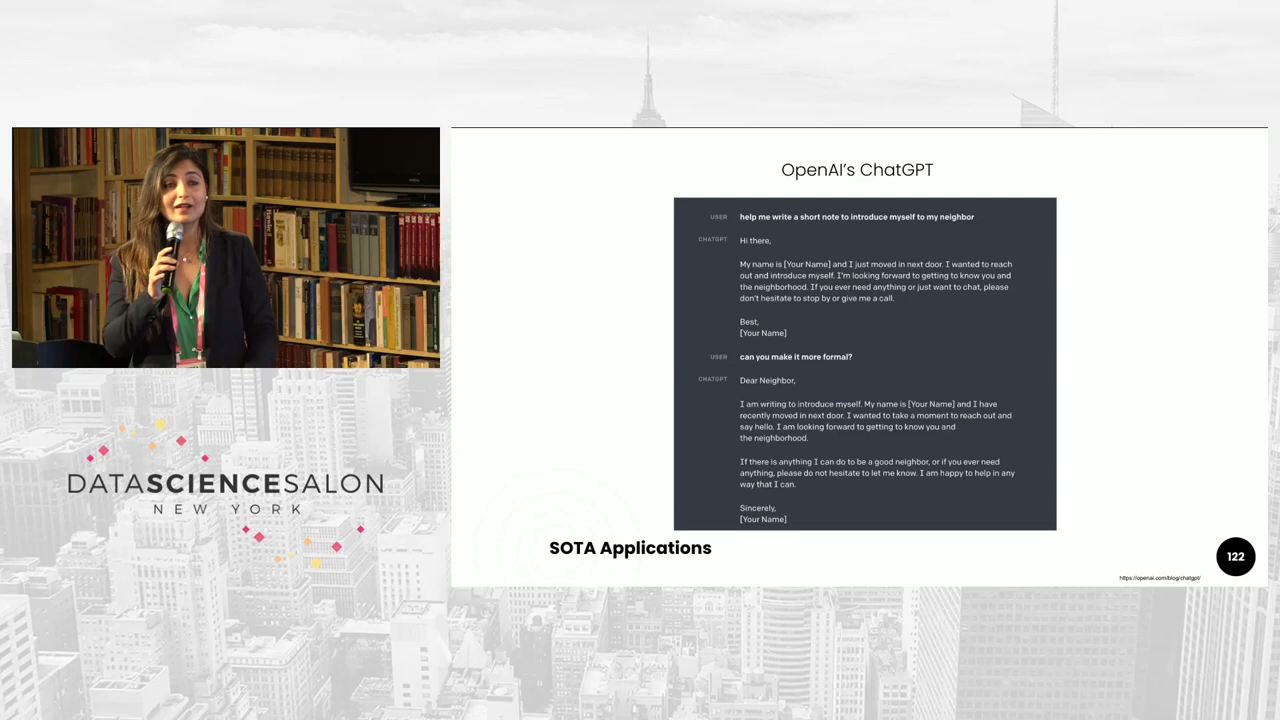 OpenAI's ChatGPT
USER help me write a short note to introduce myself to my neighbor
CHATGPT Hi there,
My name is [Your Name] and I just moved in next door. I wanted to reach
out and introduce myself. I'm looking forward to getting to know you and
the neighborhood. If you ever need anything or just want to chat, please
don't hesitate to stop by or give me a call.
Best,
[Your Name]
USER can you make it more formal?
CHATGPT Dear Neighbor,
I am writing to introduce myself. My name is [Your Name] and I have
recently moved in next door. I wanted to take a moment to reach out and
say hello. I am looking forward to getting to know you and
the neighborhood.
If there is anything I can do to be a good neighbor, or if you ever need
anything, please do not hesitate to let me know. I am happy to help in any
way that I can.
Sincerely,
[Your Name]
SOTA Applications
122
https://openai.com/blog/chatgpt/
DATASCIENCESALON
NEW YORK